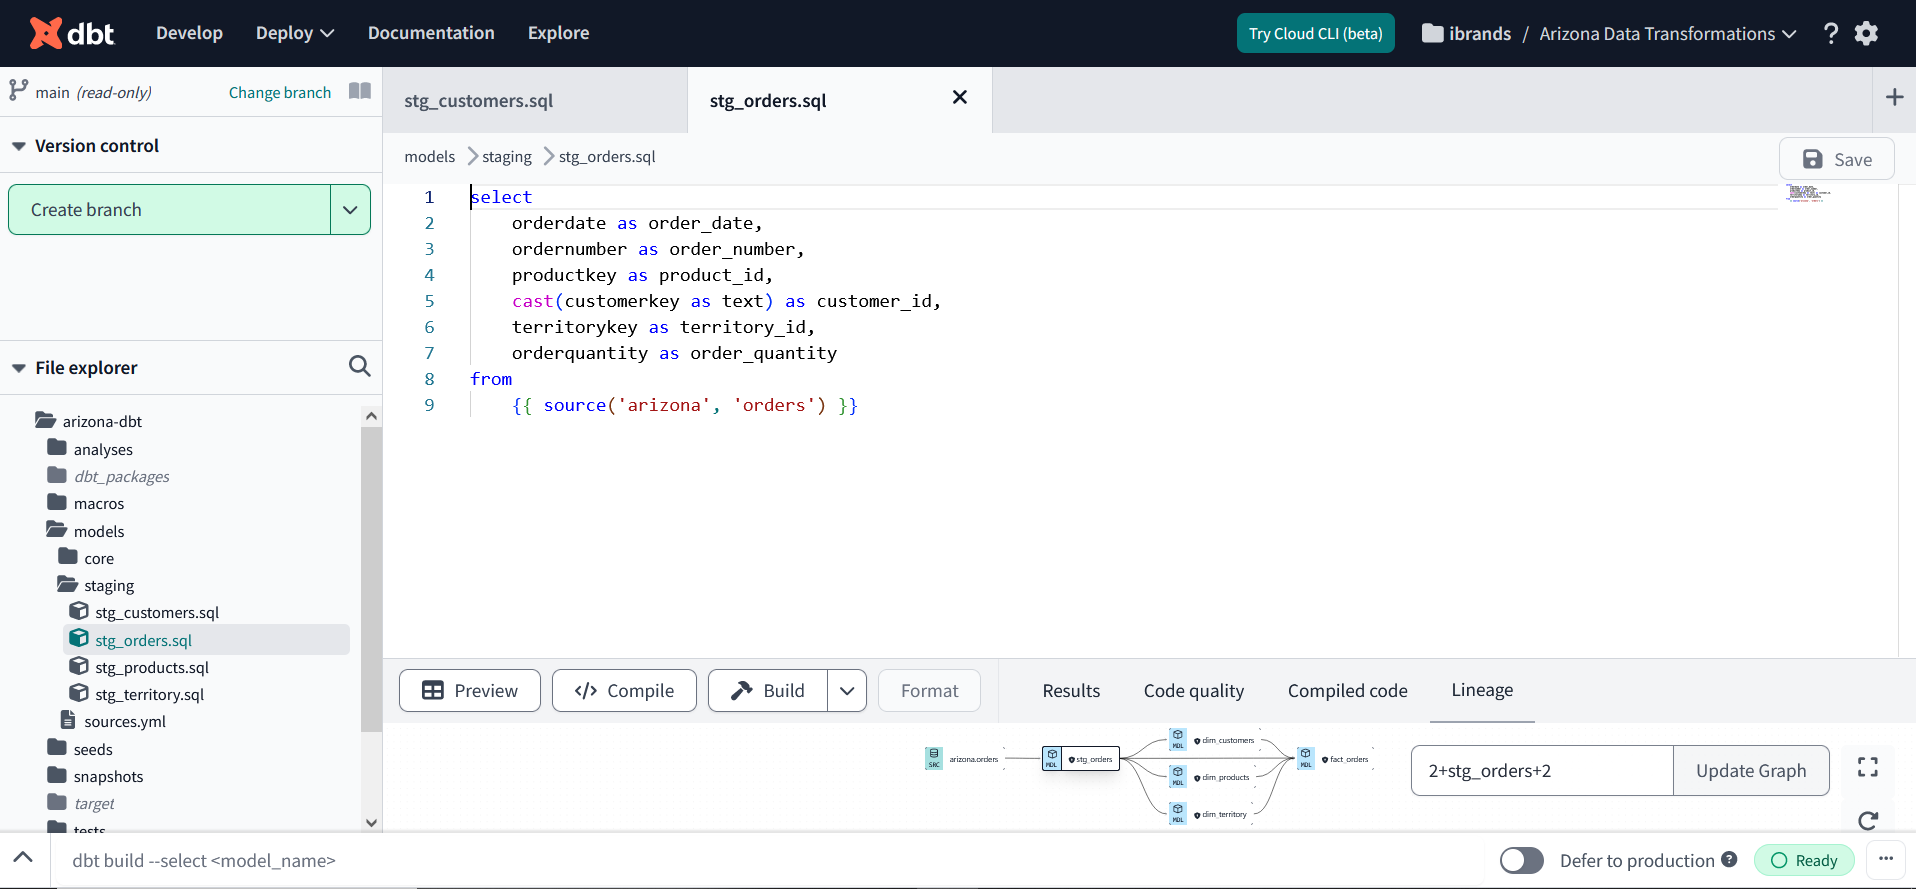 dbt Develop Deploy Documentation Explore Try Cloud CLI (beta) ibrands / Arizona Data Transformations ?
main (read-only) Change branch
stg_customers.sql stg_orders.sql
Version control
models staging stg_orders.sql Save
Create branch
1 select
2 orderdate as order_date,
3 ordernumber as order_number,
4 productkey as product_id,
5 cast(customerkey as text) as customer_id,
6 territorykey as territory_id,
7 orderquantity as order_quantity
8 from
9 {{ source('arizona', 'orders') }}
File explorer
arizona-dbt
analyses
dbt_packages
macros
models
core
staging
stg_customers.sql
stg_orders.sql
stg_products.sql
stg_territory.sql
sources.yml
seeds
snapshots
target
tests
Preview </> Compile Build Format
Results Code quality Compiled code Lineage
SRC arizona.orders
MDL stg_orders
MDL dim_customers
MDL dim_products
MDL dim_territory
MDL fact_orders
2+stg_orders+2 Update Graph
dbt build --select <model_name>
Defer to production ? Ready ...